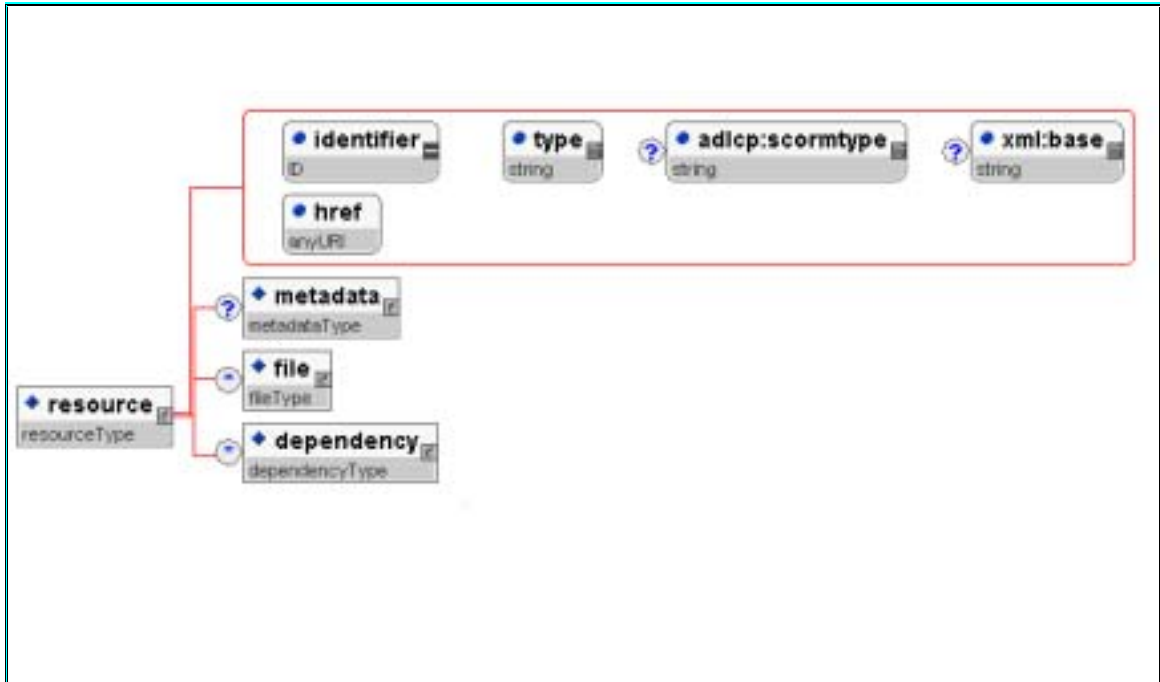 identifier type ? adlcp:scormtype ? xml:base
ID string string string
href
anyURI
? metadata
metadataType
* file
fileType
resource
resourceType
* dependency
dependencyType